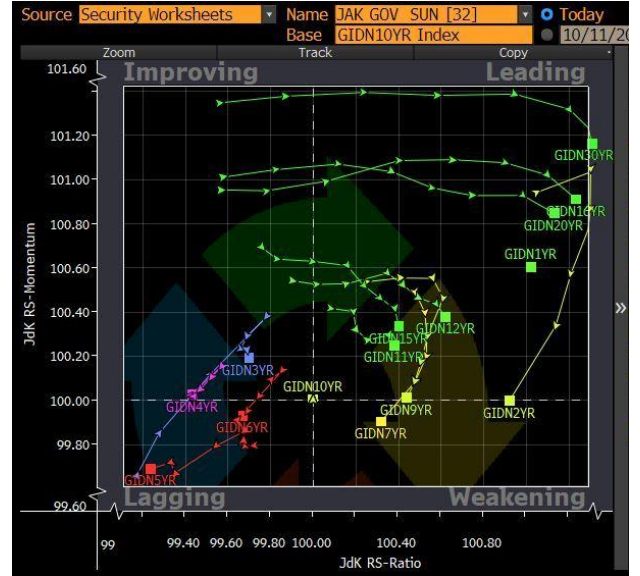 Source Security Worksheets Name JAK GOV SUN [32] Today
Base GIDN10YR Index 10/11/20
Zoom Track Copy
Improving Leading
101.60
101.20
101.00
100.80
100.60
100.40
100.20
100.00
99.80
99.60
JdK RS-Momentum
GIDN30YR
GIDN16YR
GIDN20YR
GIDN1YR
GIDN15YR
GIDN12YR
GIDN11YR
GIDN3YR
GIDN4YR
GIDN10YR
GIDN9YR
GIDN2YR
GIDN6YR
GIDN7YR
GIDN5YR
Lagging Weakening
99 99.40 99.60 99.80 100.00 100.40 100.80
JdK RS-Ratio
»